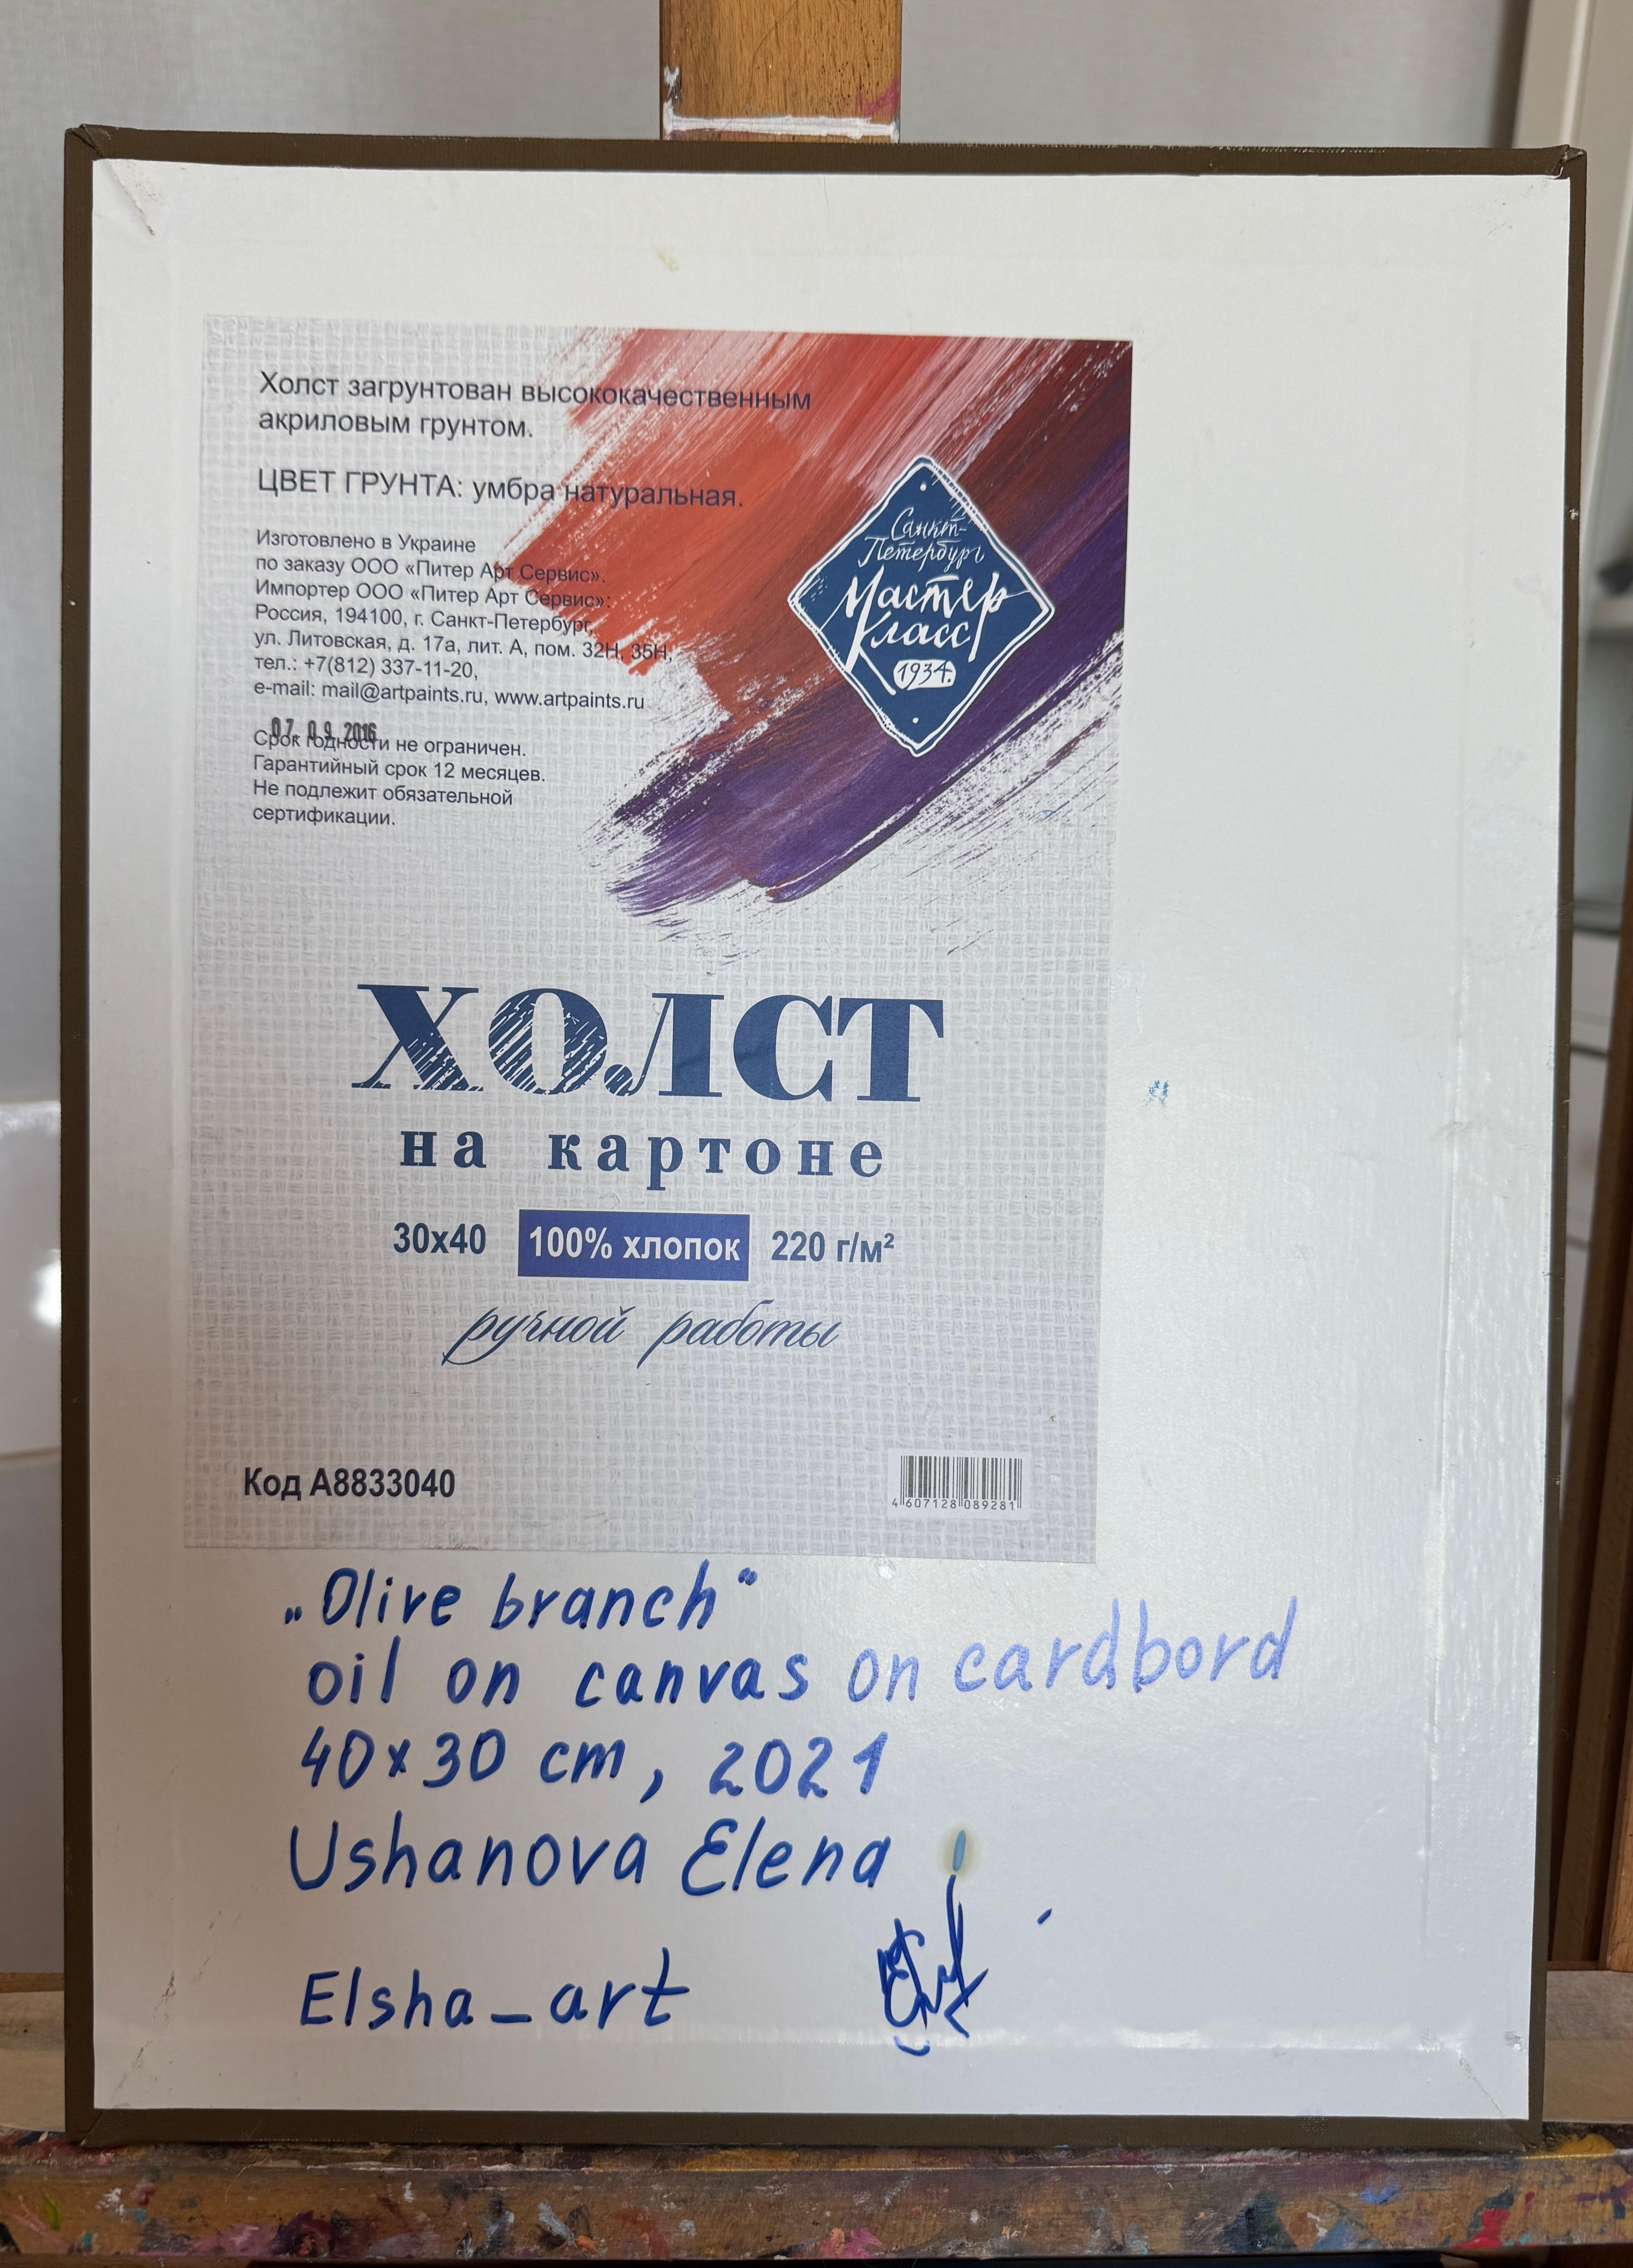 Холст загрунтован высококачественным
акриловым грунтом.
ЦВЕТ ГРУНТА: умбра натуральная.
Изготовлено в Украине
по заказу ООО «Питер Арт Сервис».
Импортер ООО «Питер Арт Сервис»:
Россия, 194100, г. Санкт-Петербург,
ул. Литовская, д. 17а, лит. А, пом. 32Н, 35Н,
тел.: +7(812) 337-11-20,
e-mail: mail@artpaints.ru, www.artpaints.ru
07. 09. 2016
Срок годности не ограничен.
Гарантийный срок 12 месяцев.
Не подлежит обязательной
сертификации.
Санкт-
Петербург
Мастер
Класс
1934.
ХОЛСТ
на картоне
30х40 100% хлопок 220 г/м²
ручной работы
Код А8833040
4 607128 089281
„Olive branch“
oil on canvas on cardbord
40x30 cm, 2021
Ushanova Elena
Elsha_art